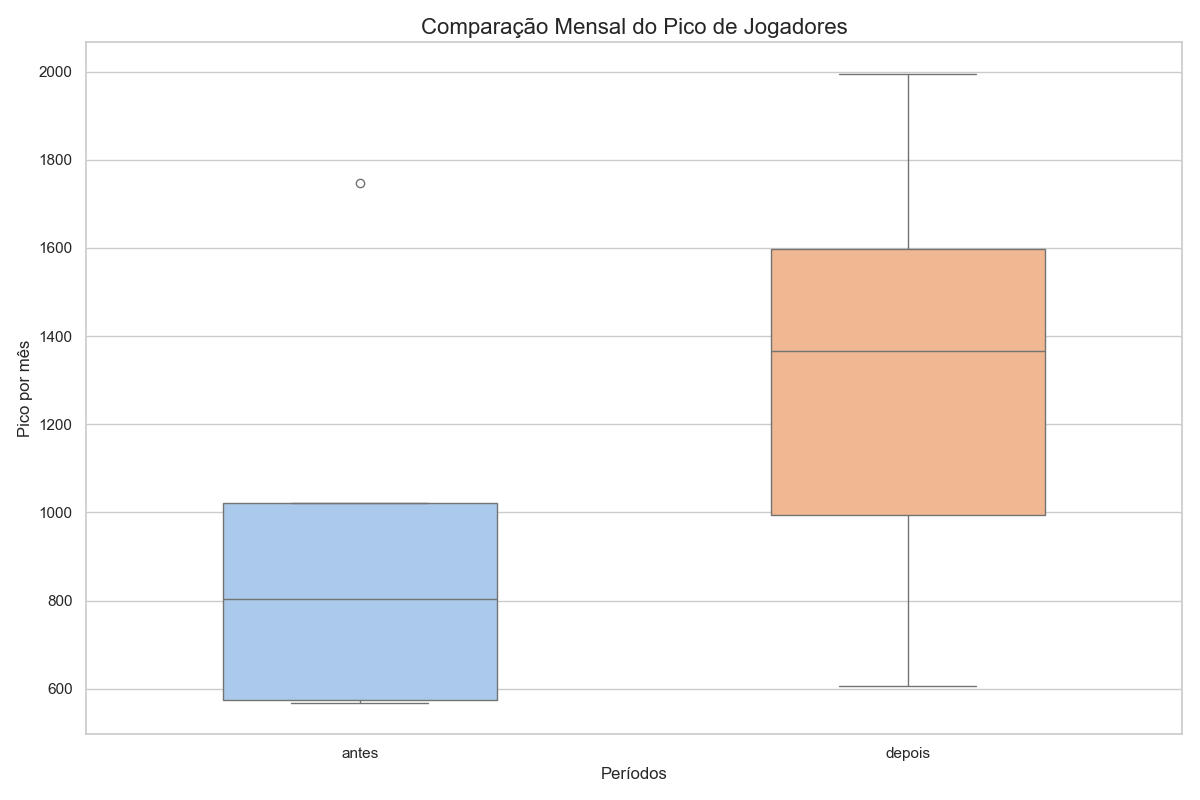 Comparação Mensal do Pico de Jogadores
2000
1800
1600
1400
1200
1000
800
600
Pico por mês
antes
depois
Períodos